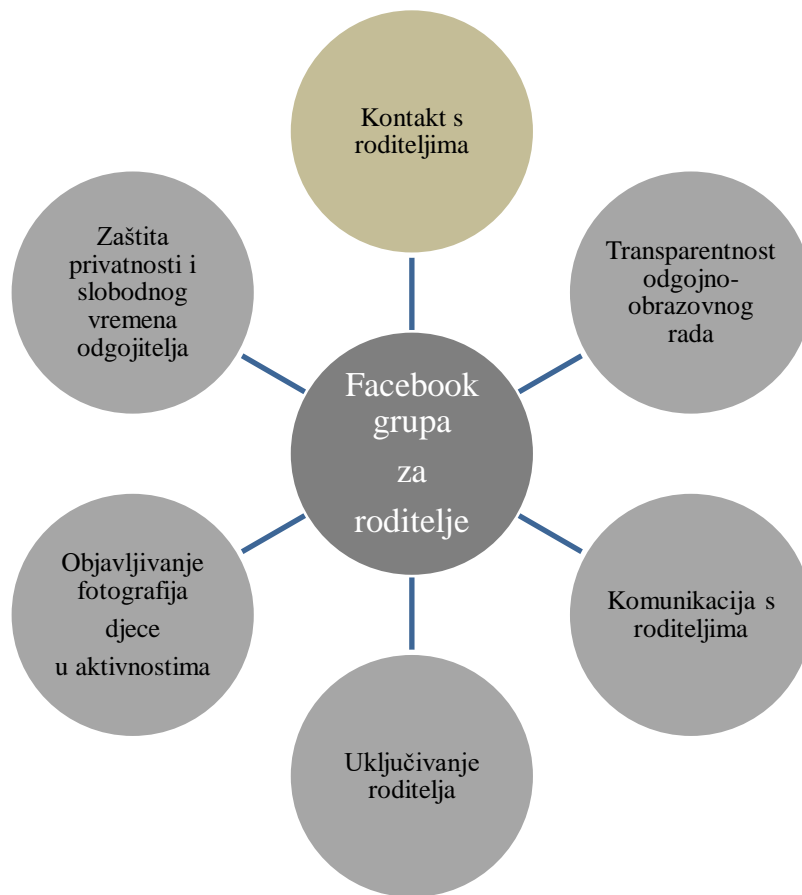 Kontakt s
roditeljima
Zaštita
privatnosti i
slobodnog
vremena
odgojitelja
Transparentnost
odgojno-
obrazovnog
rada
Facebook
grupa
za
roditelje
Objavljivanje
fotografija
djece
u aktivnostima
Komunikacija s
roditeljima
Uključivanje
roditelja